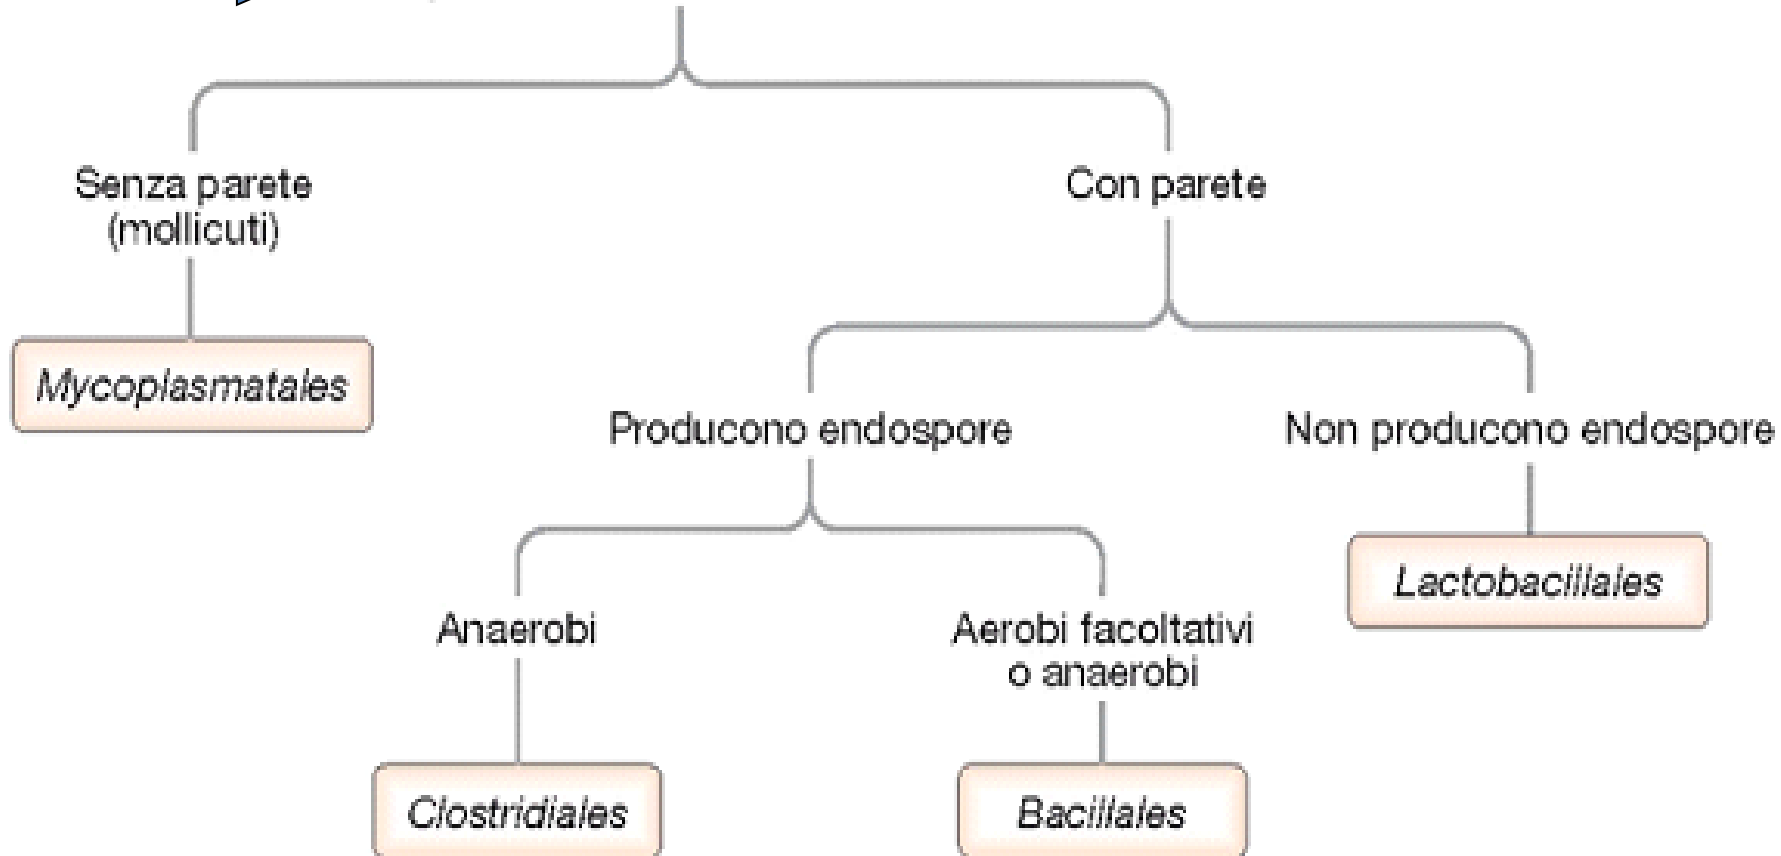 Senza parete
(mollicuti)
Con parete
Mycoplasmatales
Producono endospore
Non producono endospore
Lactobacillales
Anaerobi
Aerobi facoltativi
o anaerobi
Clostridiales
Bacillales